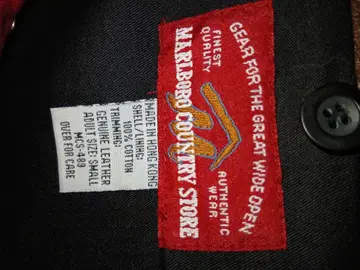 GEAR FOR THE GREAT WIDE OPEN
FINEST
QUALITY
AUTHENTIC
WEAR
MARLBORO COUNTRY STORE
MADE IN HONG KONG
SHELL/LINING:
100% COTTON
TRIMMING:
GENUINE LEATHER
ADULT SIZE: SMALL
MCS-489
OVER FOR CARE